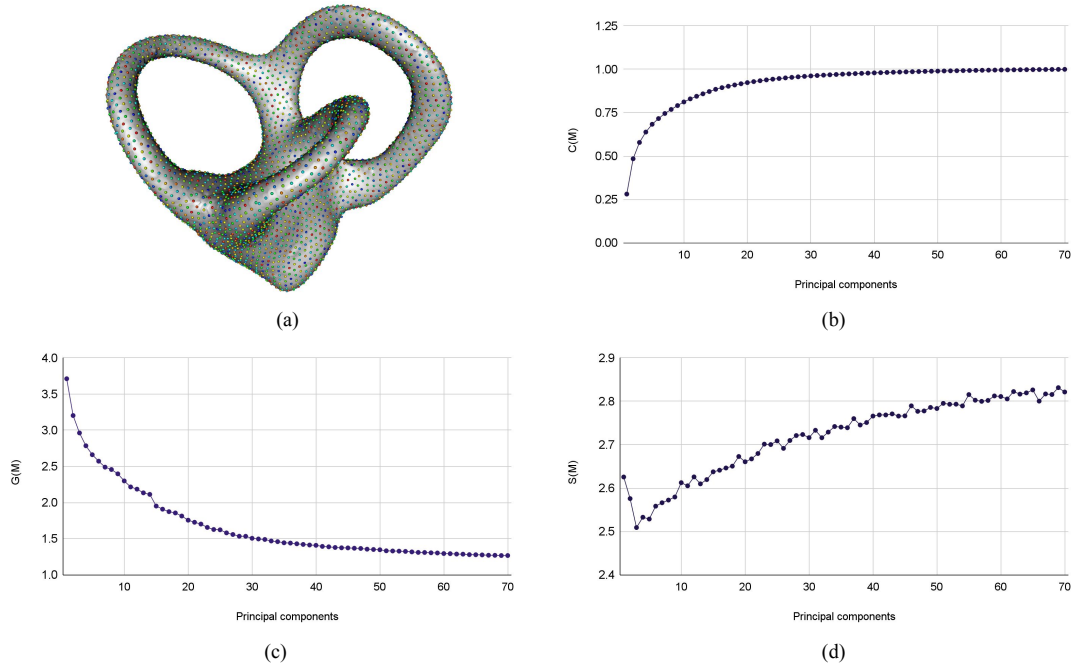 (a)
1.25
1.00
0.75
0.50
0.25
0.00
C(M)
10 20 30 40 50 60 70
Principal components
(b)
4.0
3.5
3.0
2.5
2.0
1.5
1.0
G(M)
10 20 30 40 50 60 70
Principal components
(c)
2.9
2.8
2.7
2.6
2.5
2.4
S(M)
10 20 30 40 50 60 70
Principal components
(d)